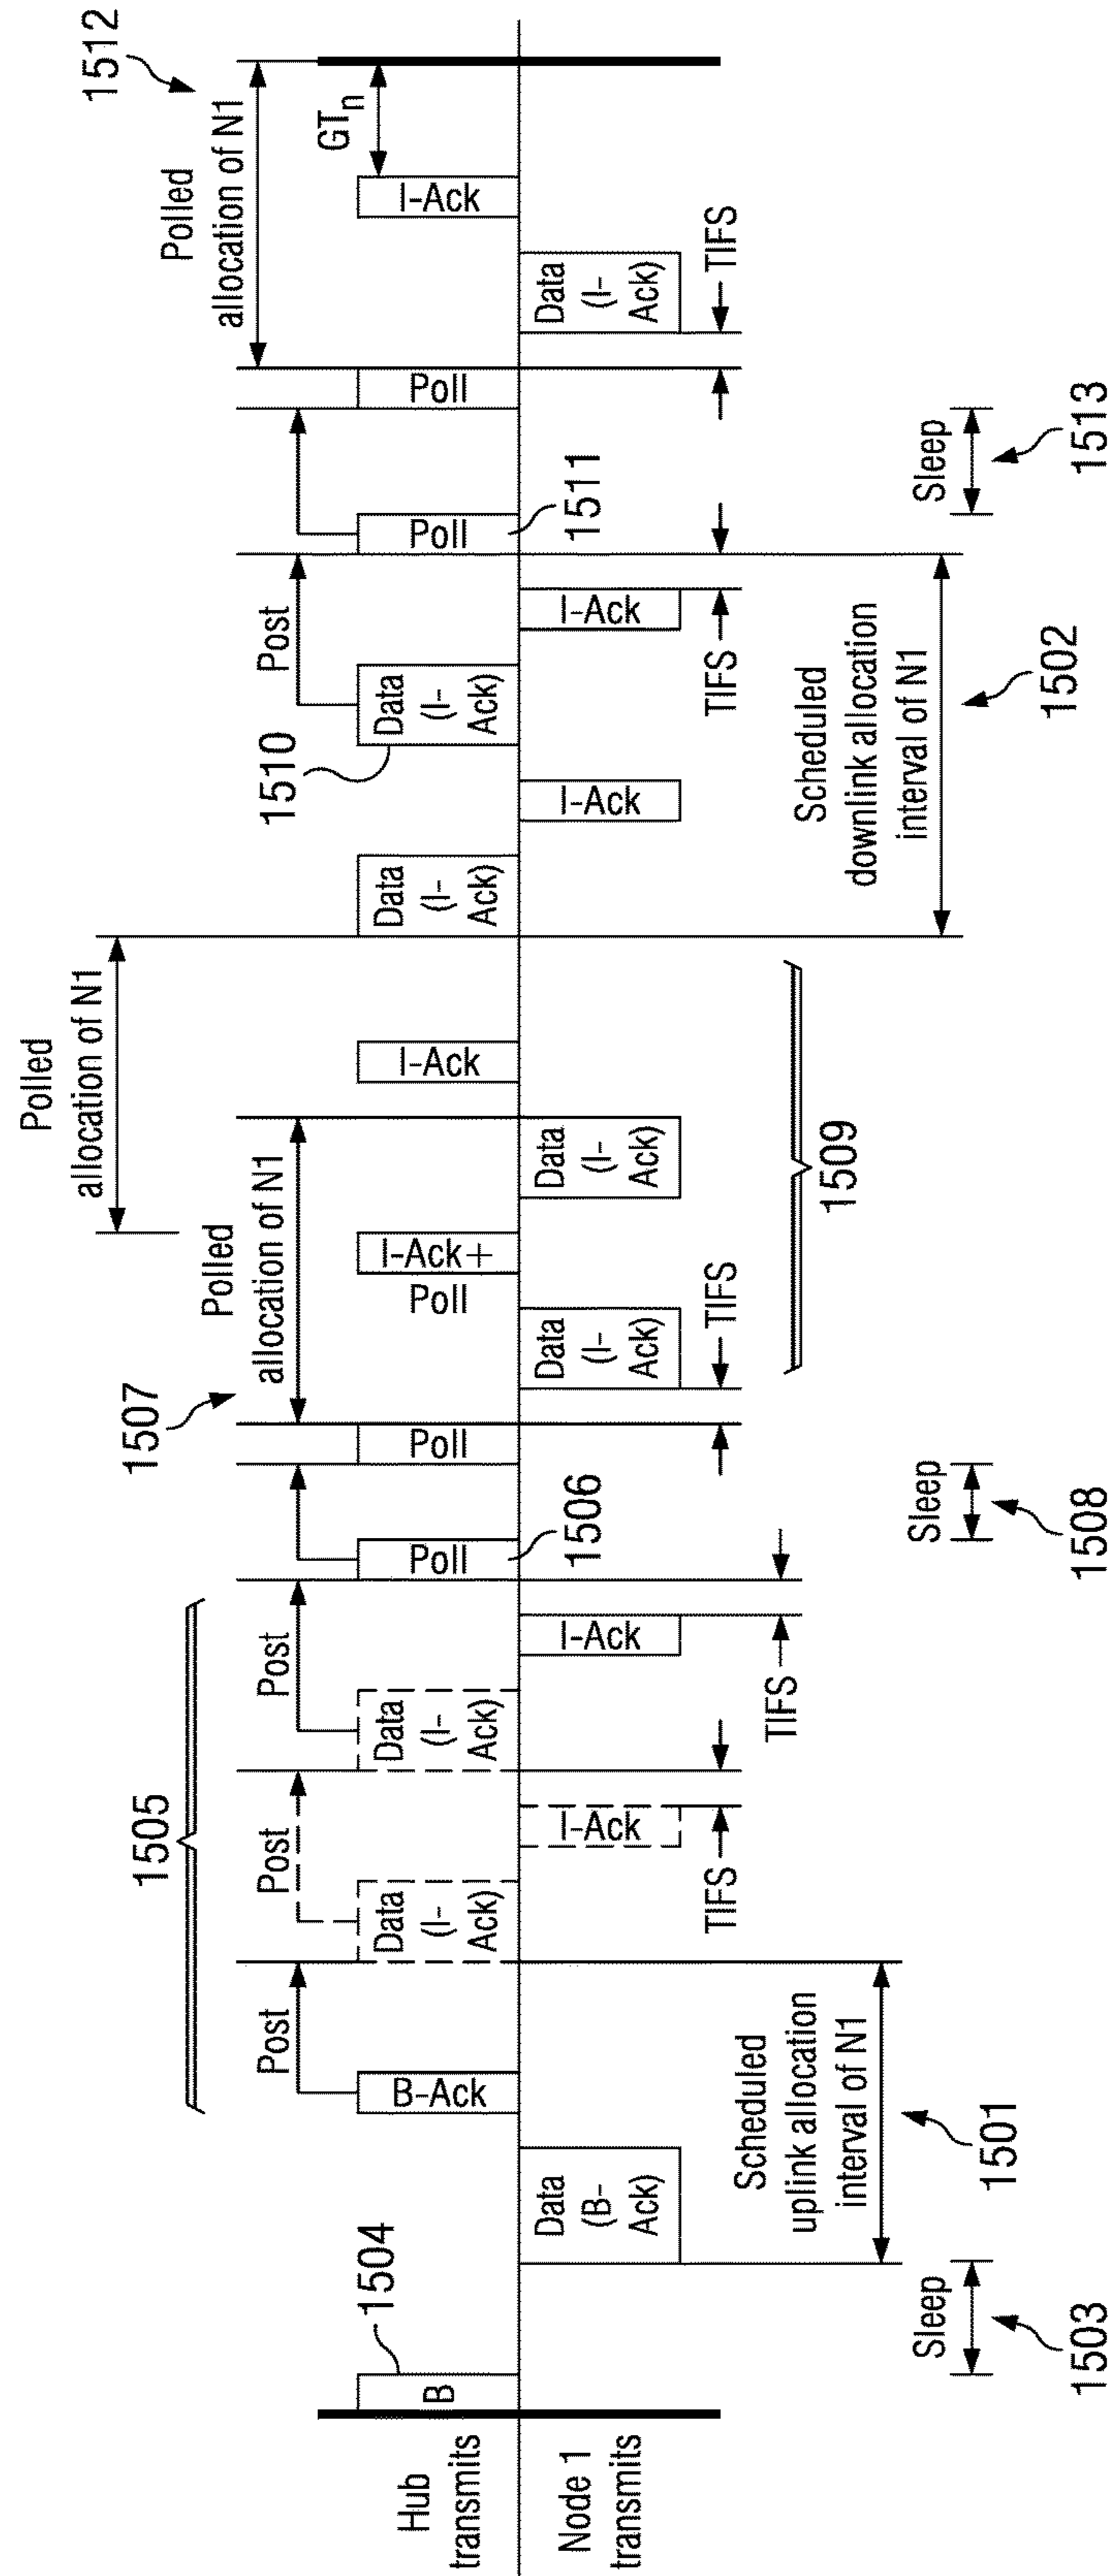 Hub
transmits
Node 1
transmits
B
1504
Sleep
1503
Data
(B-
Ack)
Scheduled
uplink allocation
interval of N1
1501
B-Ack
Post
1505
Data
(I-
Ack)
Post
I-Ack
TIFS
Data
(I-
Ack)
Post
I-Ack
TIFS
Poll
1506
Sleep
1508
Poll
1507
Polled
allocation of N1
TIFS
Data
(I-
Ack)
I-Ack+
Poll
Data
(I-
Ack)
1509
I-Ack
Polled
allocation of N1
Data
(I-
Ack)
I-Ack
1510
Data
(I-
Ack)
Post
I-Ack
TIFS
Scheduled
downlink allocation
interval of N1
1502
Poll
1511
Sleep
1513
Poll
TIFS
Data
(I-
Ack)
I-Ack
GTn
Polled
allocation of N1
1512